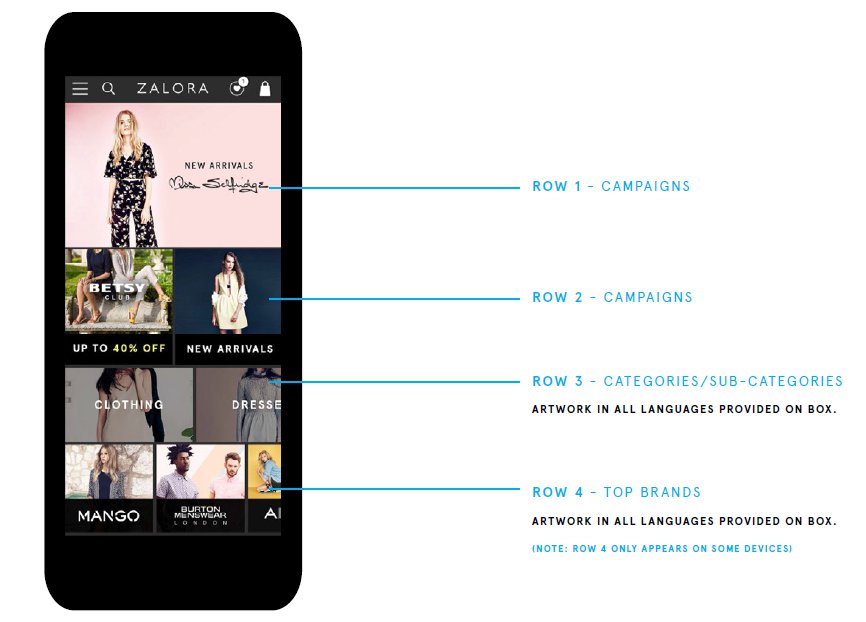 1
ZALORA
NEW ARRIVALS
Miss Selfridge
ROW 1 - CAMPAIGNS
BETSY
CLUB
UP TO 40% OFF
NEW ARRIVALS
ROW 2 - CAMPAIGNS
CLOTHING
DRESSE
ROW 3 - CATEGORIES/SUB-CATEGORIES
ARTWORK IN ALL LANGUAGES PROVIDED ON BOX.
MANGO
BURTON
MENSWEAR
LONDON
AL
ROW 4 - TOP BRANDS
ARTWORK IN ALL LANGUAGES PROVIDED ON BOX.
(NOTE: ROW 4 ONLY APPEARS ON SOME DEVICES)